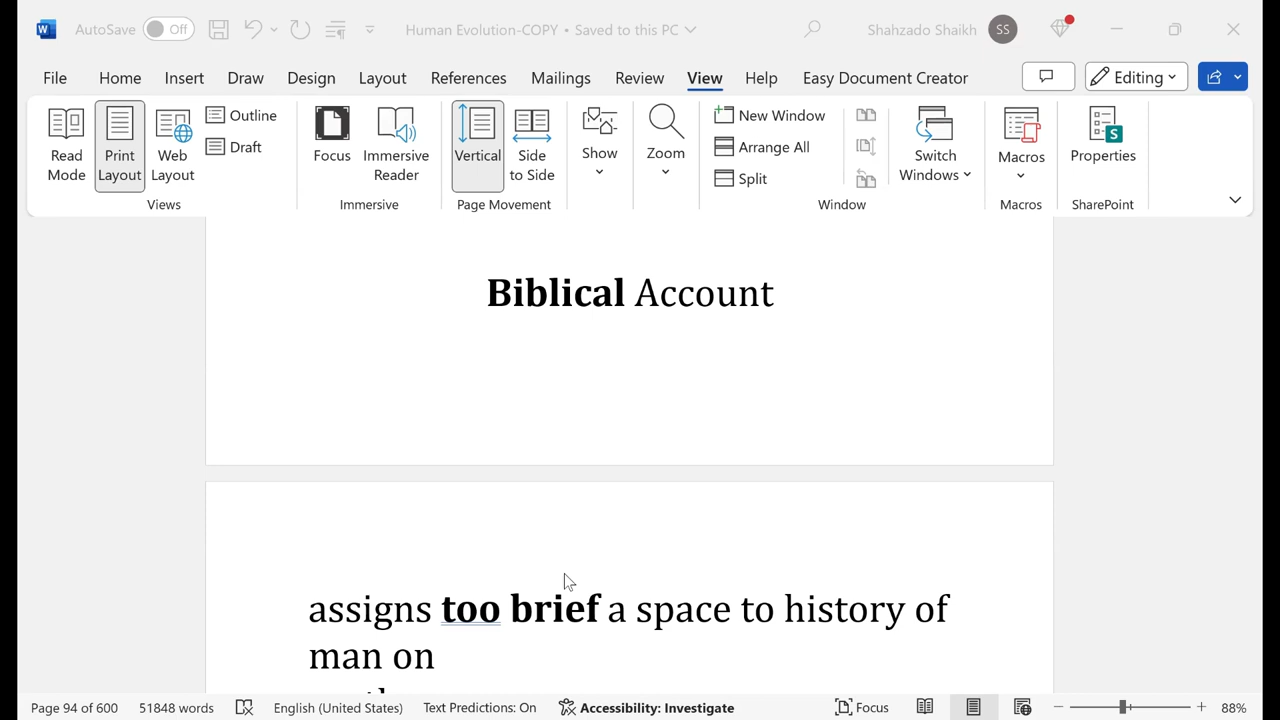 AutoSave Off Human Evolution-COPY • Saved to this PC Shahzado Shaikh SS
File Home Insert Draw Design Layout References Mailings Review View Help Easy Document Creator Editing
Read Mode
Print Layout
Web Layout
Outline
Draft
Views
Focus
Immersive Reader
Immersive
Vertical
Side to Side
Page Movement
Show
Zoom
New Window
Arrange All
Split
Switch Windows
Window
Macros
Macros
Properties
SharePoint
Biblical Account
assigns too brief a space to history of
man on
Page 94 of 600 51848 words English (United States) Text Predictions: On Accessibility: Investigate Focus 88%